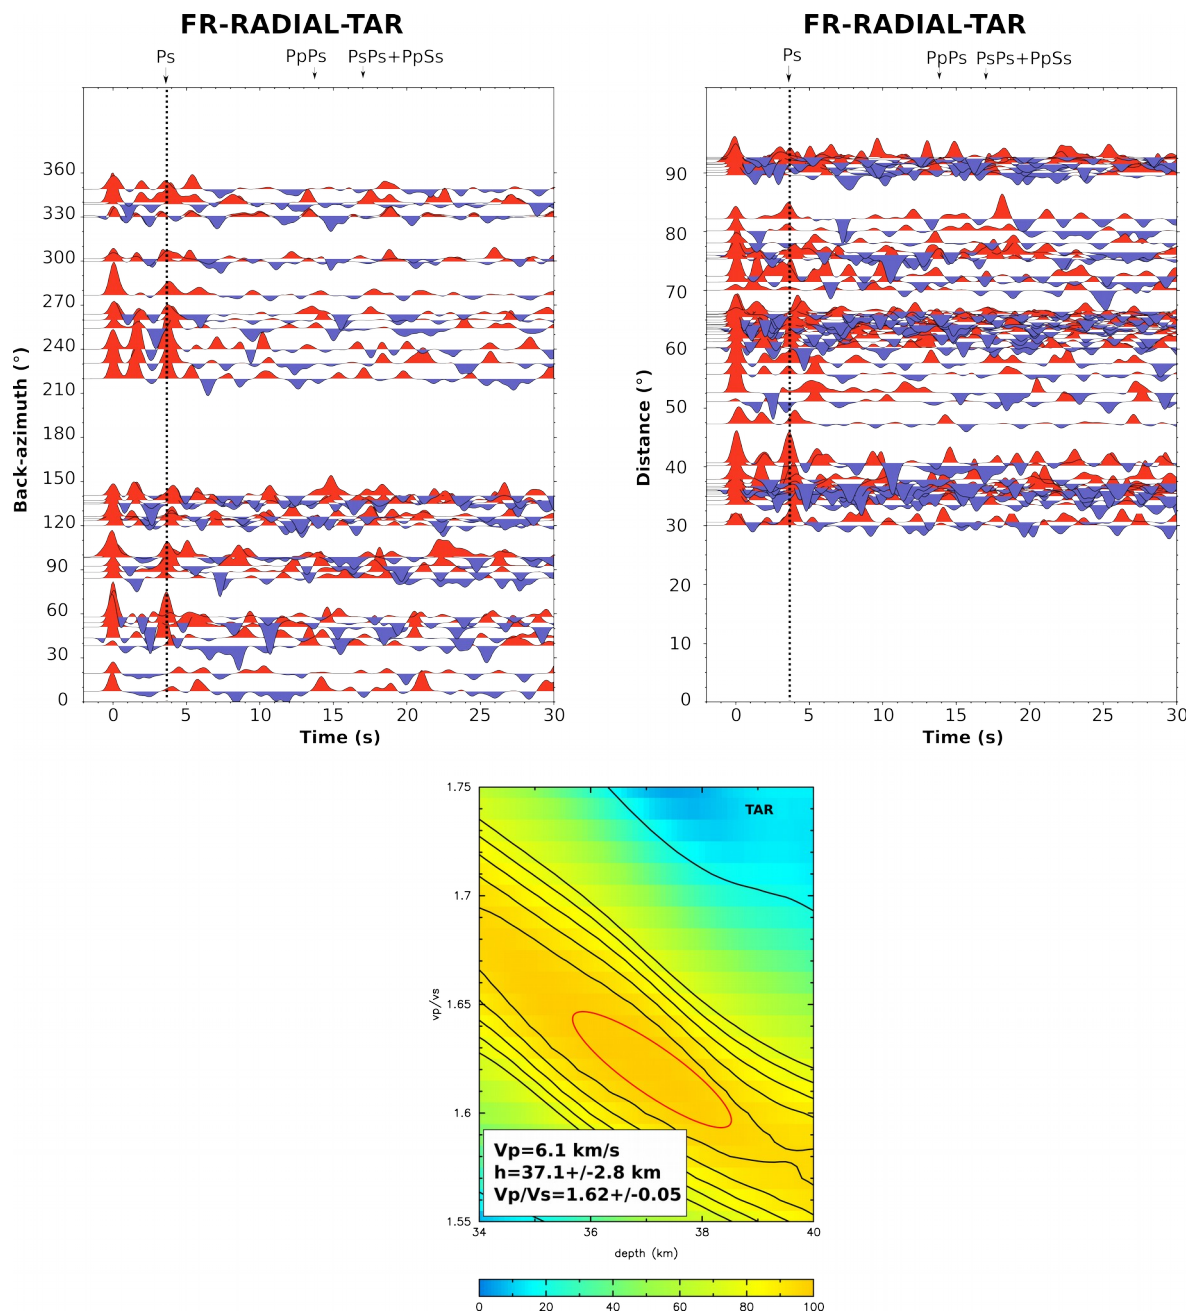 FR-RADIAL-TAR
Ps PpPs PsPs+PpSs
Back-azimuth (°)
360
330
300
270
240
210
180
150
120
90
60
30
0
0 5 10 15 20 25 30
Time (s)
FR-RADIAL-TAR
Ps PpPs PsPs+PpSs
Distance (°)
90
80
70
60
50
40
30
20
10
0
0 5 10 15 20 25 30
Time (s)
TAR
vp/vs
1.75
1.7
1.65
1.6
1.55
Vp=6.1 km/s
h=37.1+/-2.8 km
Vp/Vs=1.62+/-0.05
34 36 38 40
depth (km)
0 20 40 60 80 100